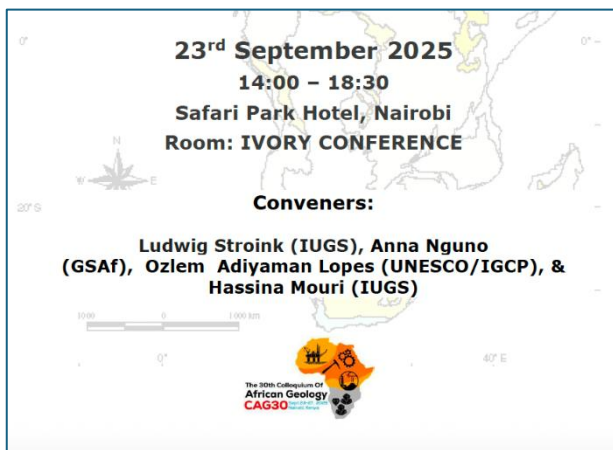 0°
0°
23rd September 2025
14:00 – 18:30
Safari Park Hotel, Nairobi
Room: IVORY CONFERENCE
N
W
E
20° S
Conveners:
Ludwig Stroink (IUGS), Anna Nguno
(GSAf), Ozlem Adiyaman Lopes (UNESCO/IGCP), &
Hassina Mouri (IUGS)
1000 0 1000 km
0°
40° E
The 30th Colloquium Of
African Geology
CAG30